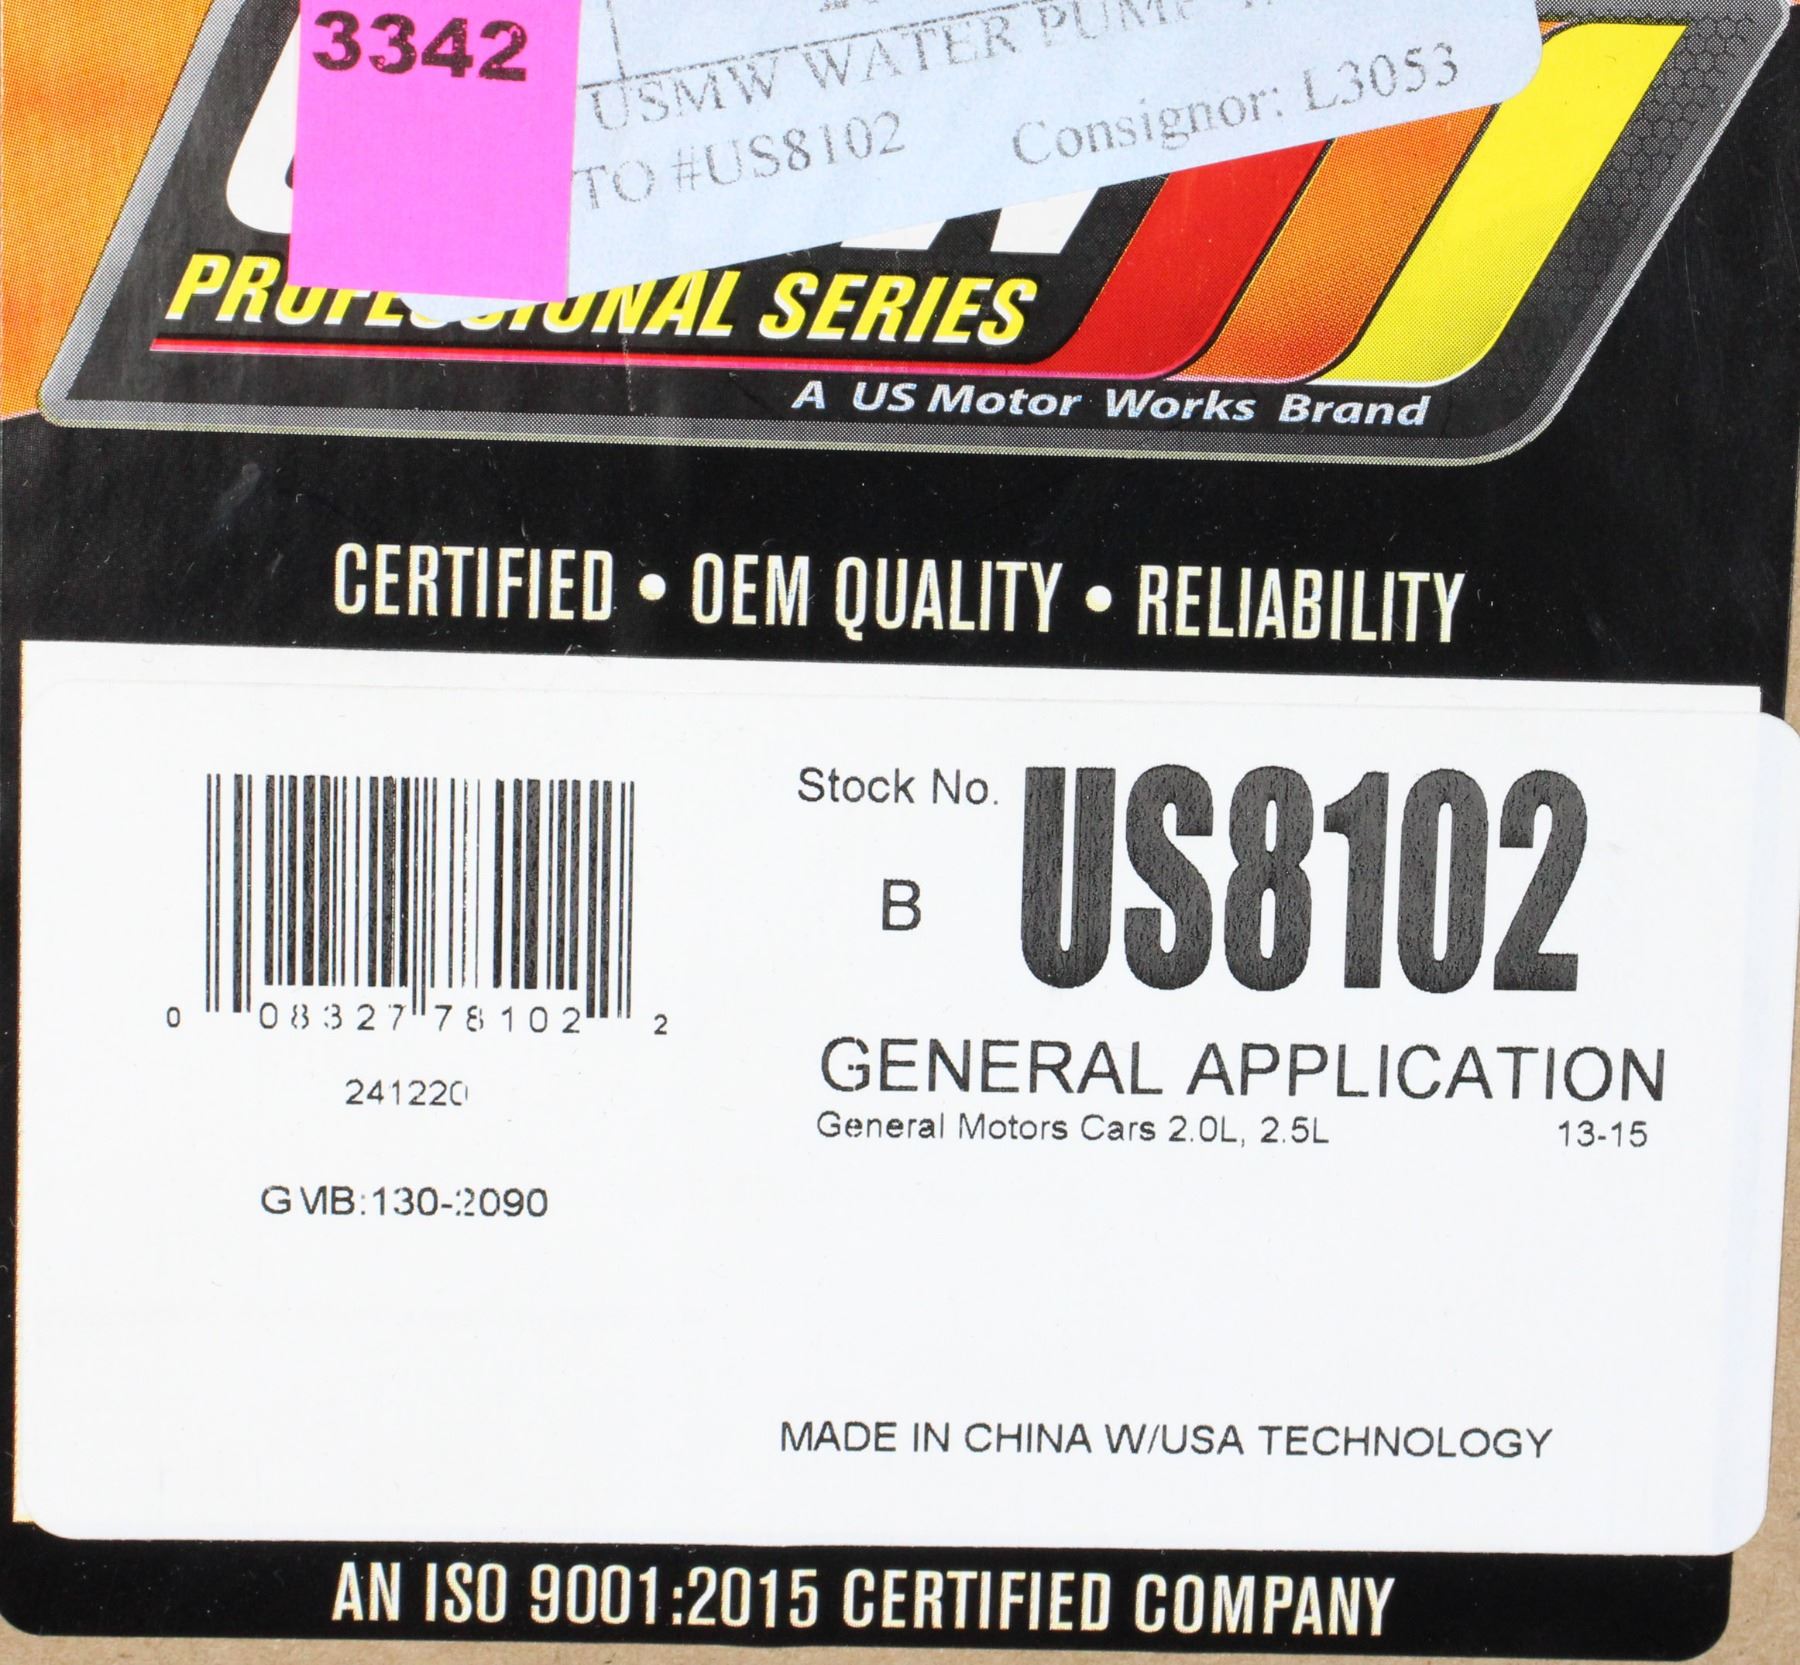 3342
USMW WATER PUMP
TO #US8102 Consignor: L3053
PROFESSIONAL SERIES
A US Motor Works Brand
CERTIFIED • OEM QUALITY • RELIABILITY
Stock No. US8102
B
0 08327 78102 2
241220
GMB:130-2090
GENERAL APPLICATION
General Motors Cars 2.0L, 2.5L 13-15
MADE IN CHINA W/USA TECHNOLOGY
AN ISO 9001:2015 CERTIFIED COMPANY